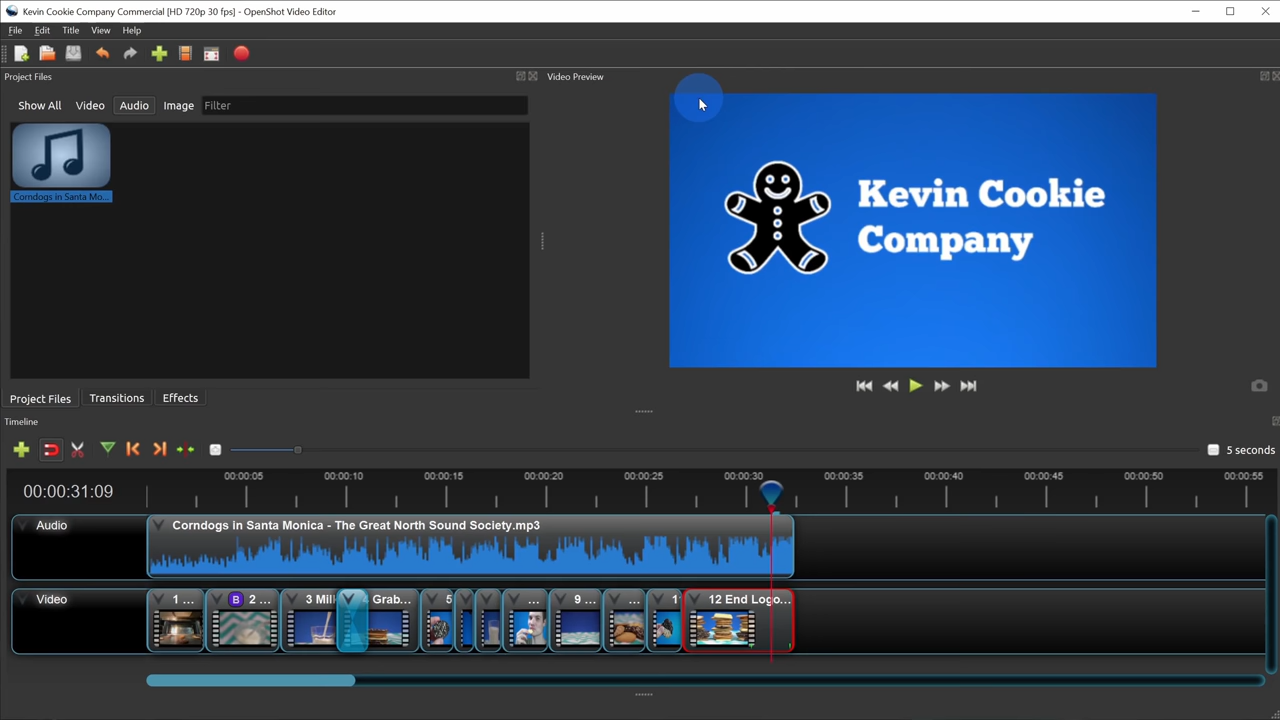 Kevin Cookie Company Commercial [HD 720p 30 fps] - OpenShot Video Editor
File Edit Title View Help
Project Files
Video Preview
Show All Video Audio Image Filter
Corndogs in Santa Mo...
Kevin Cookie
Company
Project Files Transitions Effects
Timeline
5 seconds
00:00:31:09
00:00:05 00:00:10 00:00:15 00:00:20 00:00:25 00:00:30 00:00:35 00:00:40 00:00:45 00:00:50 00:00:55
Audio
Corndogs in Santa Monica - The Great North Sound Society.mp3
Video
1 ... B 2 ... 3 Mil Grab... 5 ... 9 ... ... 1 12 End Logo...